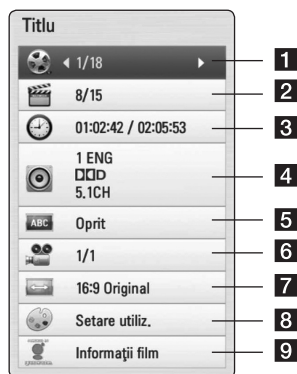 Titlu
1/18 1
8/15 2
01:02:42 / 02:05:53 3
1 ENG
DD
5.1CH 4
ABC Oprit 5
1/1 6
16:9 Original 7
Setare utiliz. 8
Informaţii film 9